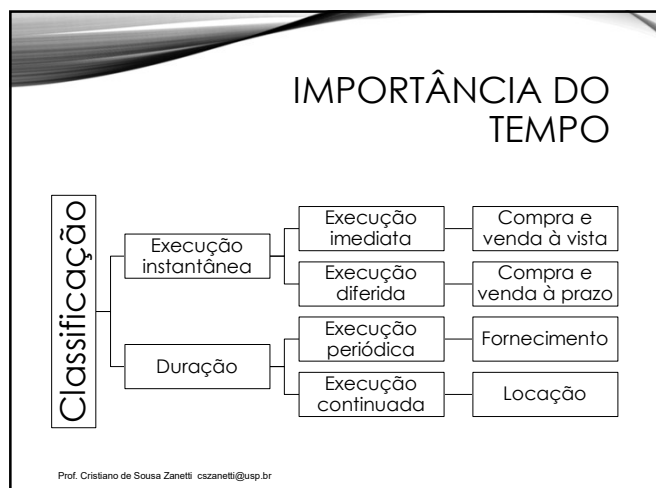 IMPORTÂNCIA DO
TEMPO
Classificação
Execução
instantânea
Execução
imediata
Compra e
venda à vista
Execução
diferida
Compra e
venda à prazo
Duração
Execução
periódica
Fornecimento
Execução
continuada
Locação
Prof. Cristiano de Sousa Zanetti cszanetti@usp.br